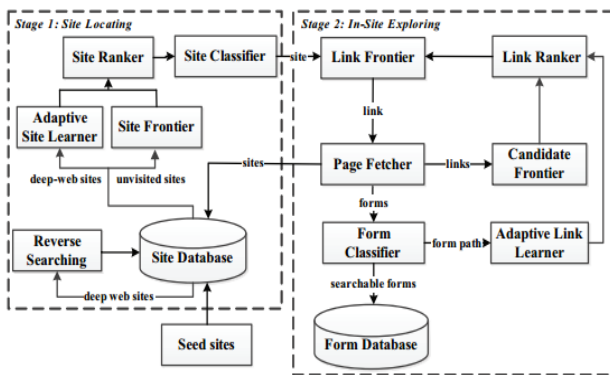 Stage 1: Site Locating
Site Ranker
Site Classifier
site
Adaptive
Site Learner
Site Frontier
deep-web sites
unvisited sites
sites
Reverse
Searching
Site Database
deep web sites
Seed sites
Stage 2: In-Site Exploring
Link Frontier
Link Ranker
link
Page Fetcher
links
Candidate
Frontier
forms
Form
Classifier
form path
Adaptive Link
Learner
searchable forms
Form Database